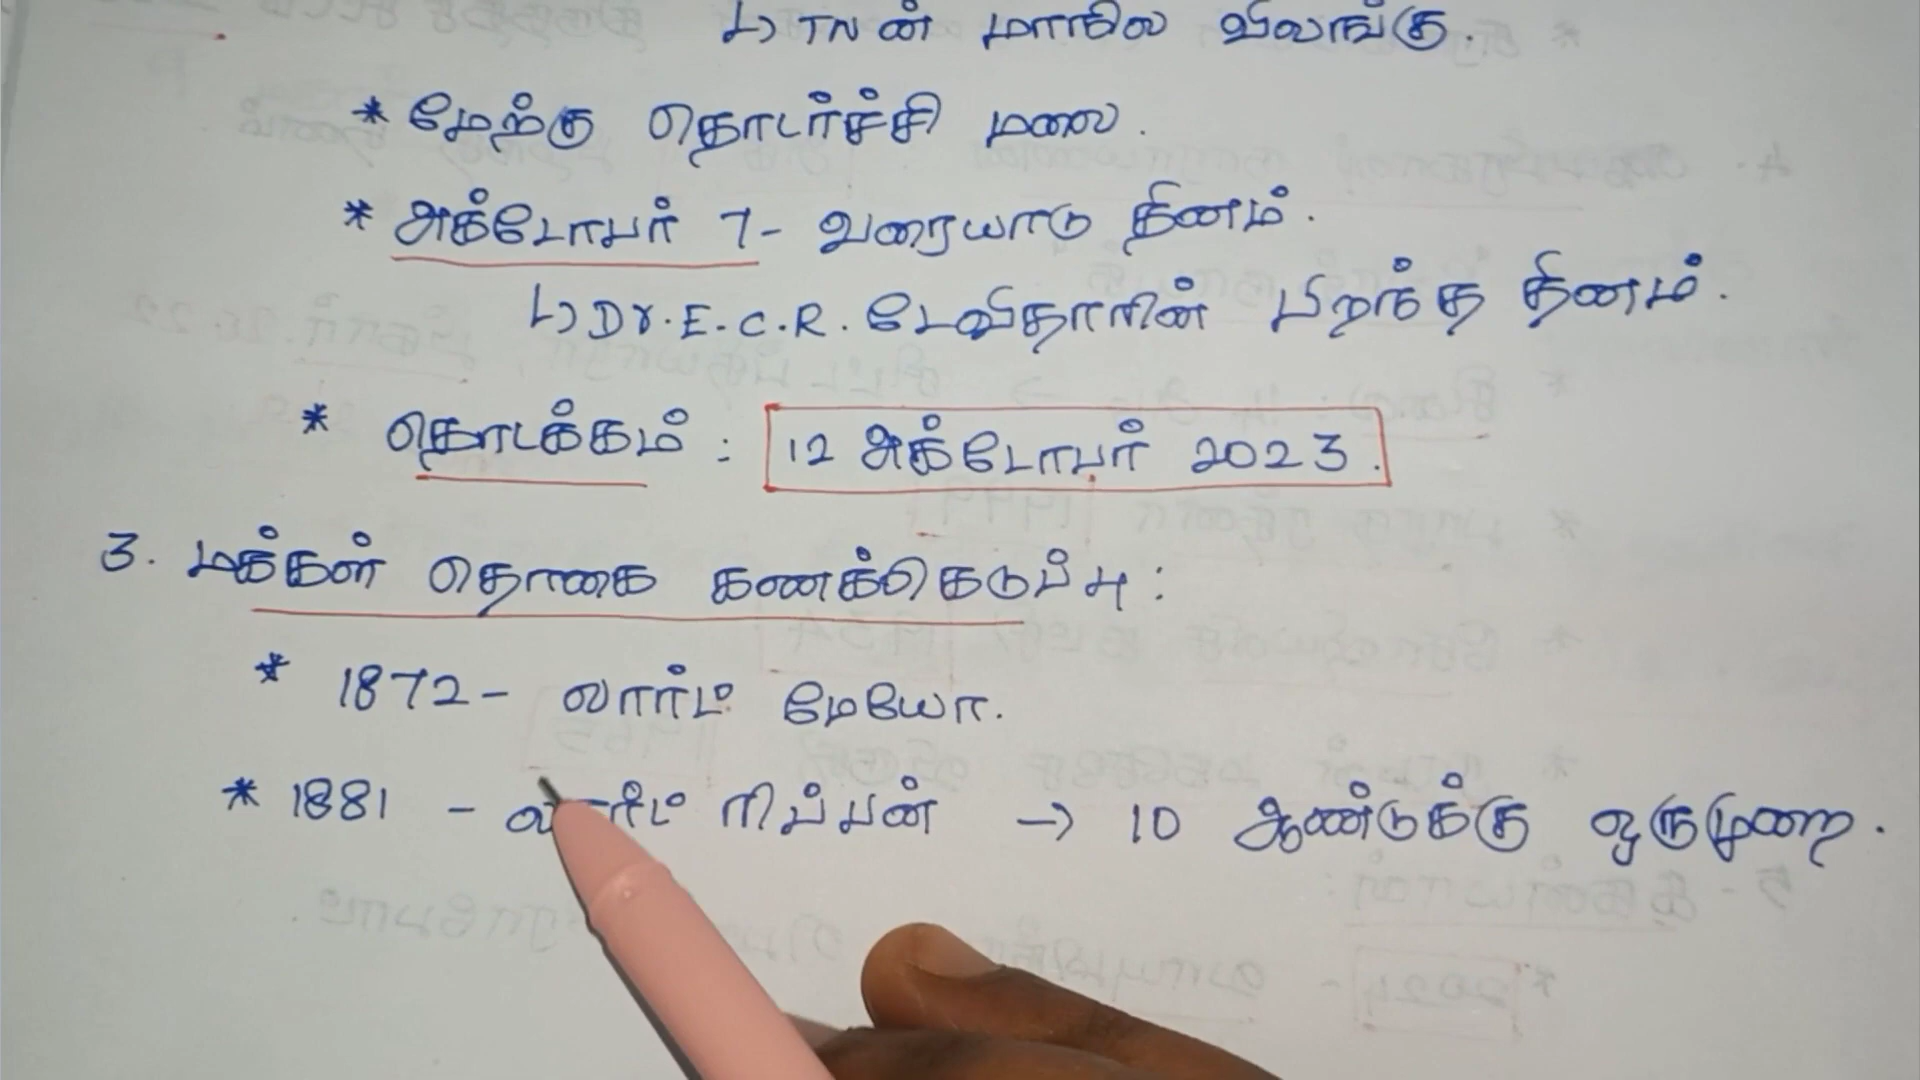 ↳ TN ன் மாநில விலங்கு.
* மேற்கு தொடர்ச்சி மலை.
* அக்டோபர் 7 - வரையாடு தினம்.
↳ Dr. E.C.R. டேவிதாரின் பிறந்த தினம்.
* தொடக்கம் : 12 அக்டோபர் 2023.
3. மக்கள் தொகை கணக்கெடுப்பு :
* 1872 - லார்ட் மேயோ.
* 1881 - லார்ட் ரிப்பன் → 10 ஆண்டுக்கு ஒருமுறை.